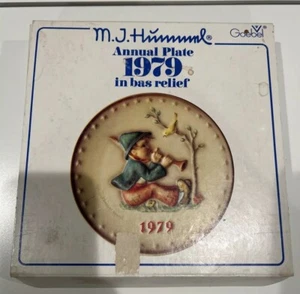 M.J.Hummel®
Goebel
Annual Plate
1979
in bas relief
1979